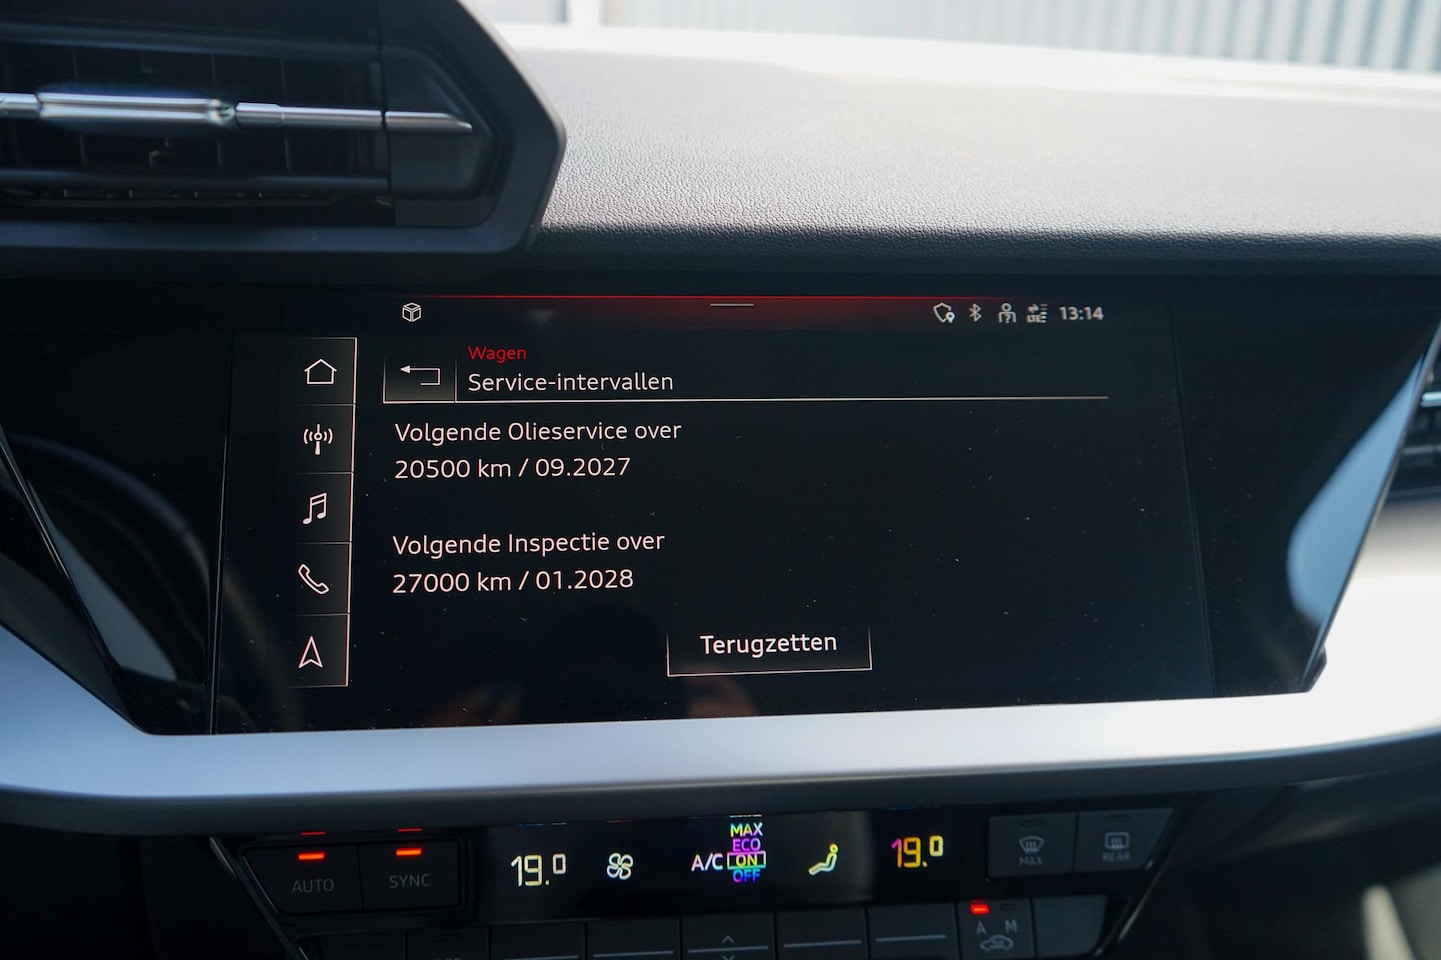 LTE 13:14
Wagen
Service-intervallen
Volgende Olieservice over
20500 km / 09.2027
Volgende Inspectie over
27000 km / 01.2028
Terugzetten
AUTO
SYNC
19.0
A/C
MAX
ECO
ON
OFF
19.0
MAX
REAR
A M